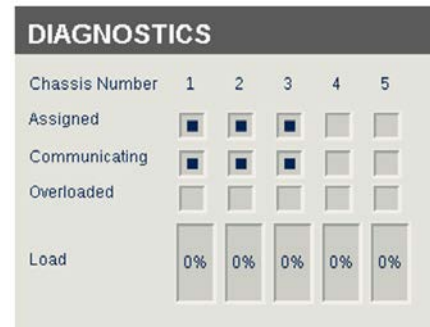 DIAGNOSTICS
Chassis Number 1 2 3 4 5
Assigned
Communicating
Overloaded
Load 0% 0% 0% 0% 0%